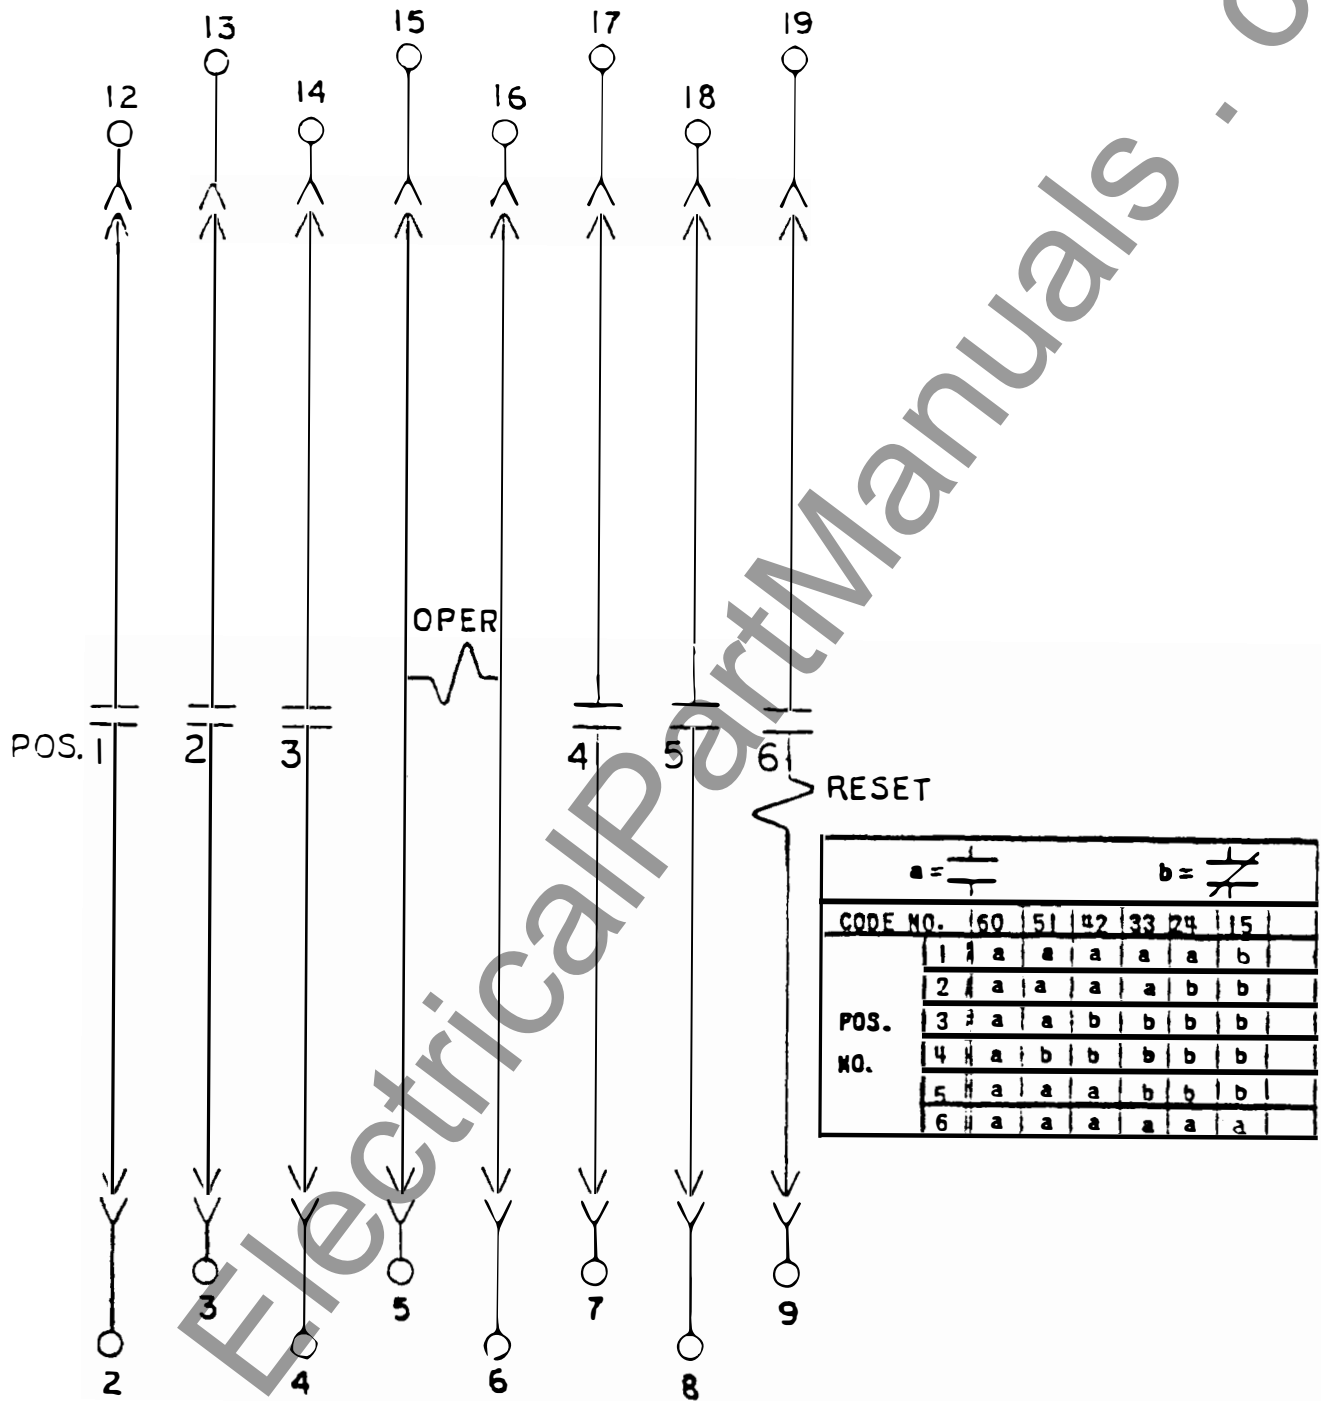 13 15 17 19
12 14 16 18
OPER
POS. 1 2 3 4 5 6
RESET
a = b =
CODE NO. 60 51 42 33 24 15
1 a a a a a b
2 a a a a b b
POS. 3 a a b b b b
NO. 4 a b b b b b
5 a a a b b b
6 a a a a a a
3 5 7 9
2 4 6 8
ElectricalPartManuals . o